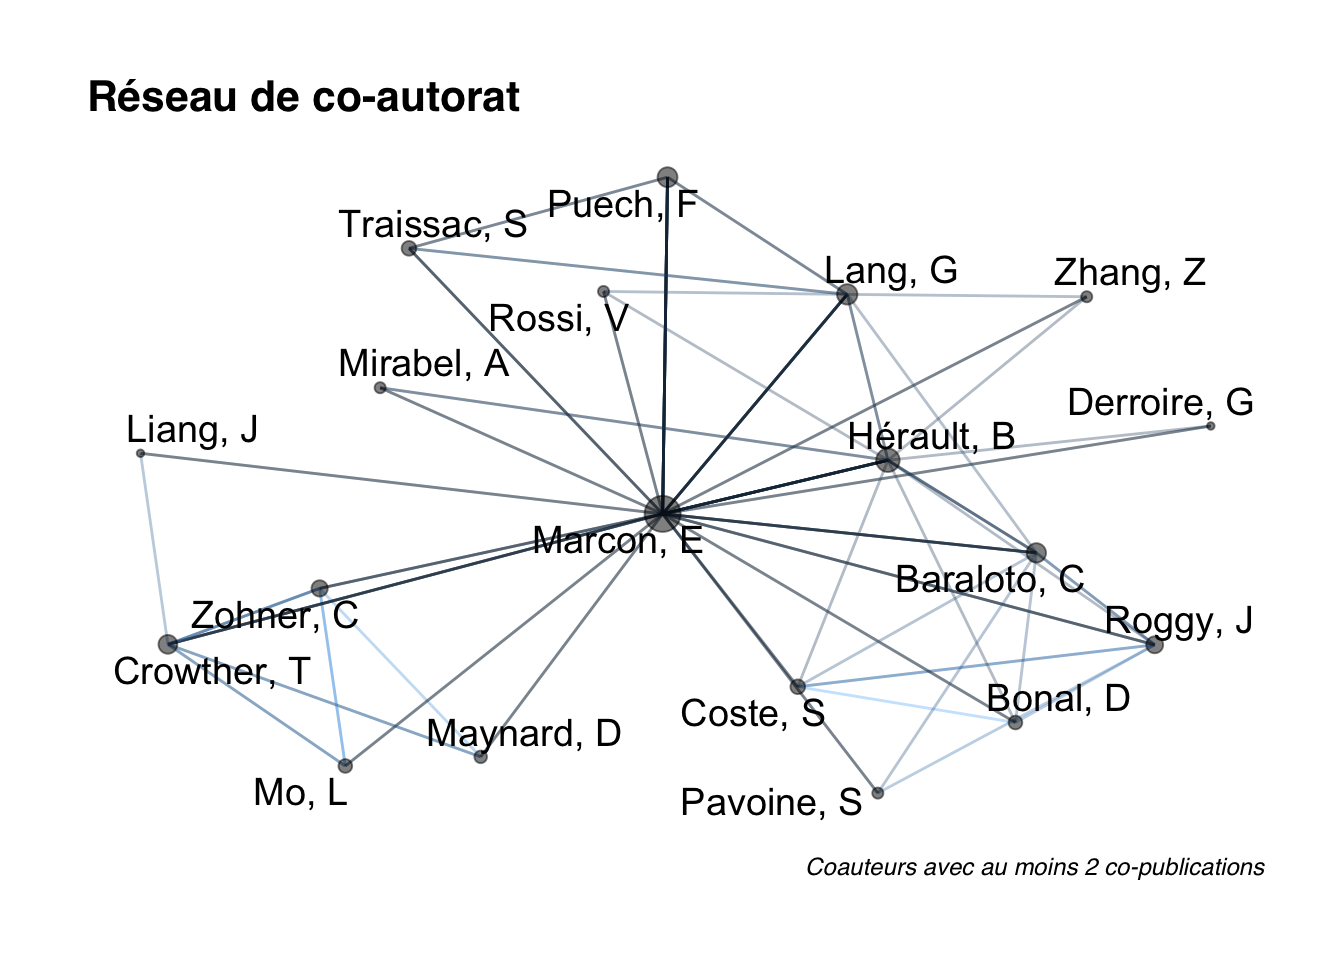 Réseau de co-autorat
Puech, F
Traissac, S
Lang, G
Zhang, Z
Rossi, V
Mirabel, A
Derroire, G
Liang, J
Hérault, B
Marcon, E
Baraloto, C
Zohner, C
Roggy, J
Crowther, T
Bonal, D
Coste, S
Maynard, D
Mo, L
Pavoine, S
Coauteurs avec au moins 2 co-publications